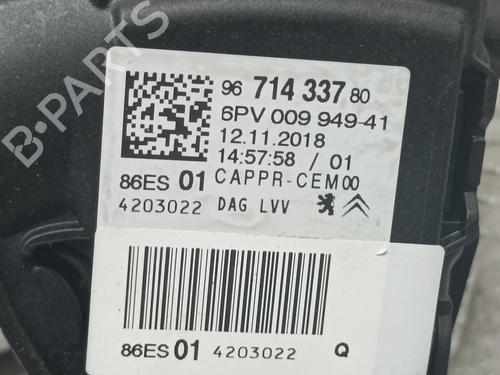 B-PARTS
96 714 337 80
6PV 009 949-41
12.11.2018
14:57:58 / 01
86ES 01 CAPPR-CEM00
4203022 DAG LVV
86ES 01 4203022 Q